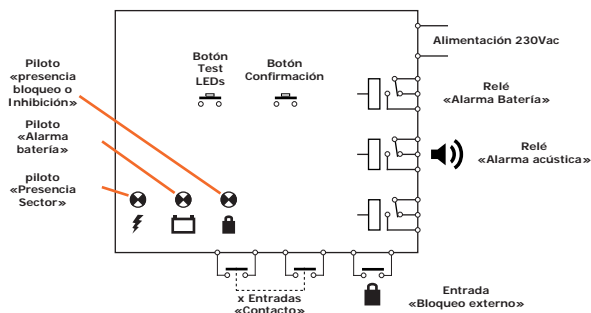 Piloto
«presencia
bloqueo o
Inhibición»
Piloto
«Alarma
batería»
piloto
«Presencia
Sector»
Botón
Test
LEDs
Botón
Confirmación
Alimentación 230Vac
Relé
«Alarma Batería»
Relé
«Alarma acústica»
x Entradas
«Contacto»
Entrada
«Bloqueo externo»